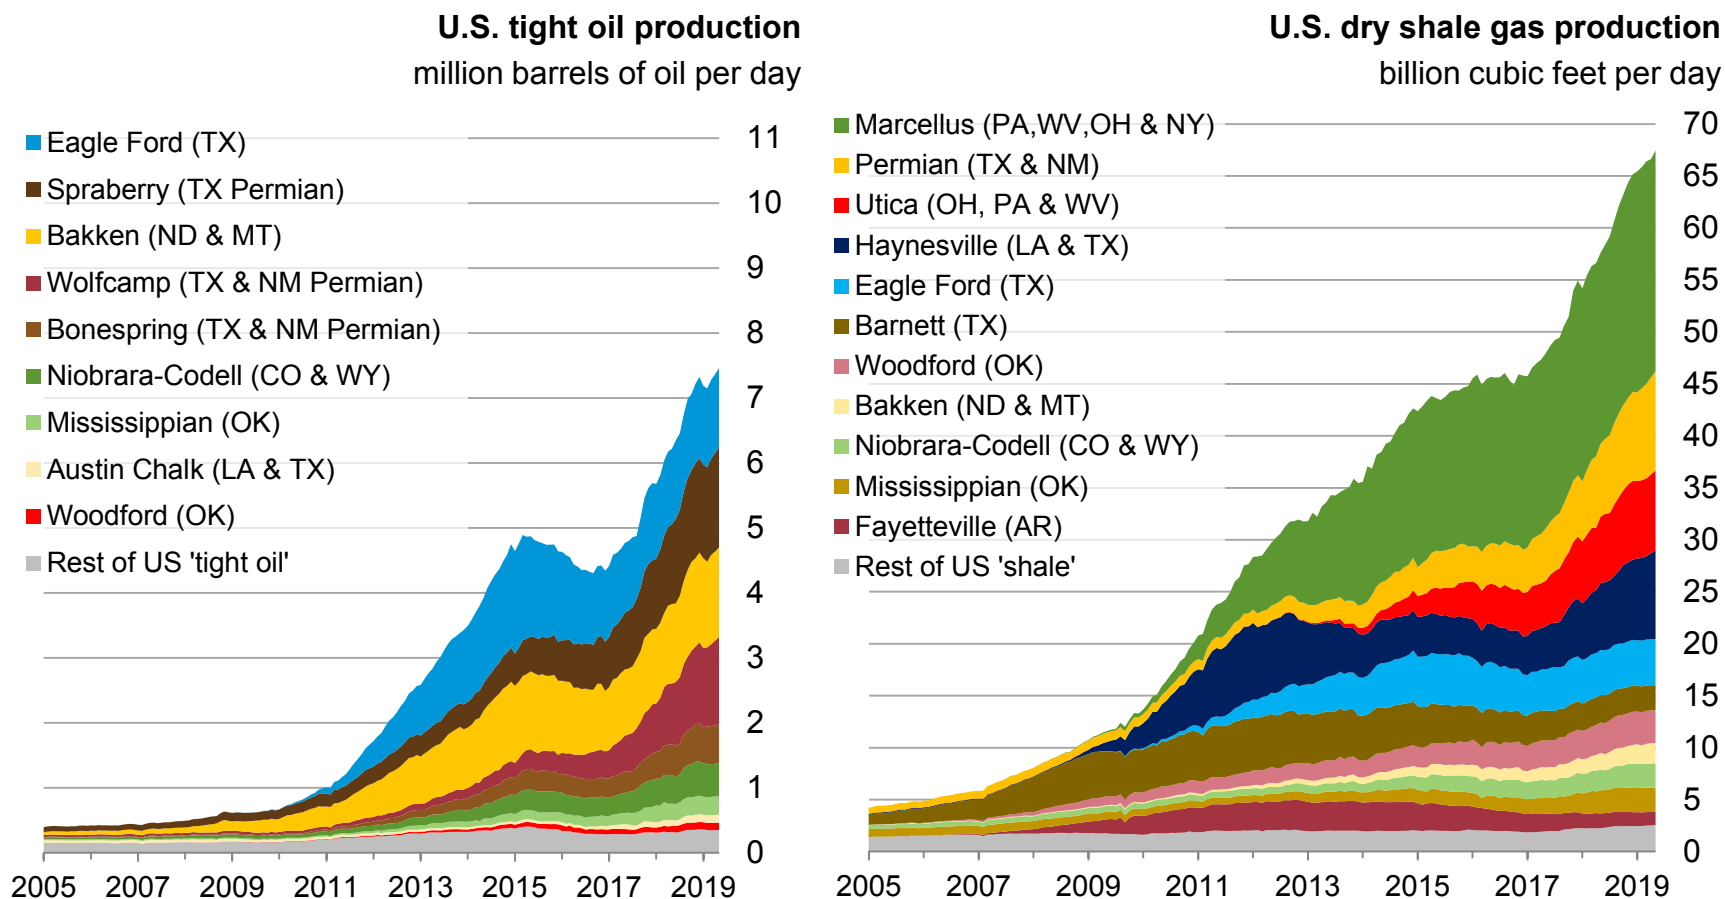 U.S. tight oil production
million barrels of oil per day
Eagle Ford (TX)
Spraberry (TX Permian)
Bakken (ND & MT)
Wolfcamp (TX & NM Permian)
Bonespring (TX & NM Permian)
Niobrara-Codell (CO & WY)
Mississippian (OK)
Austin Chalk (LA & TX)
Woodford (OK)
Rest of US 'tight oil'
11
10
9
8
7
6
5
4
3
2
1
0
2005 2007 2009 2011 2013 2015 2017 2019
U.S. dry shale gas production
billion cubic feet per day
Marcellus (PA,WV,OH & NY)
Permian (TX & NM)
Utica (OH, PA & WV)
Haynesville (LA & TX)
Eagle Ford (TX)
Barnett (TX)
Woodford (OK)
Bakken (ND & MT)
Niobrara-Codell (CO & WY)
Mississippian (OK)
Fayetteville (AR)
Rest of US 'shale'
70
65
60
55
50
45
40
35
30
25
20
15
10
5
0
2005 2007 2009 2011 2013 2015 2017 2019